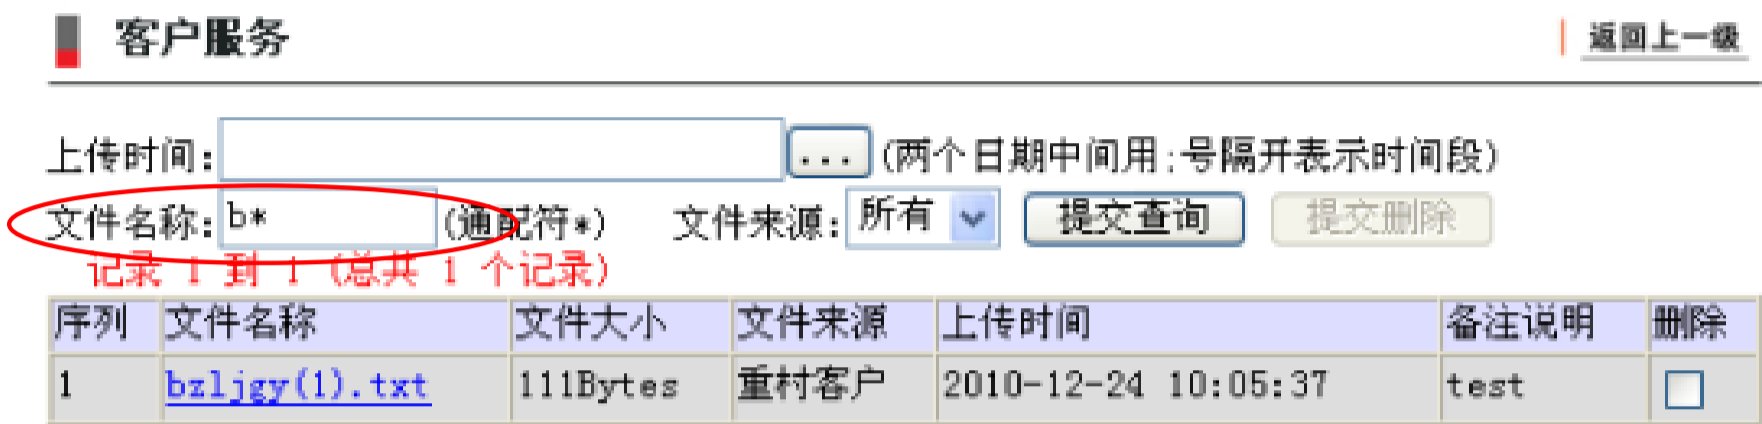 客户服务 返回上一级
上传时间: ... (两个日期中间用;号隔开表示时间段)
文件名称: b* (通配符*) 文件来源: 所有 提交查询 提交删除
记录 1 到 1 (总共 1 个记录)
序列 文件名称 文件大小 文件来源 上传时间 备注说明 删除
1 bzljgy(1).txt 111Bytes 重村客户 2010-12-24 10:05:37 test